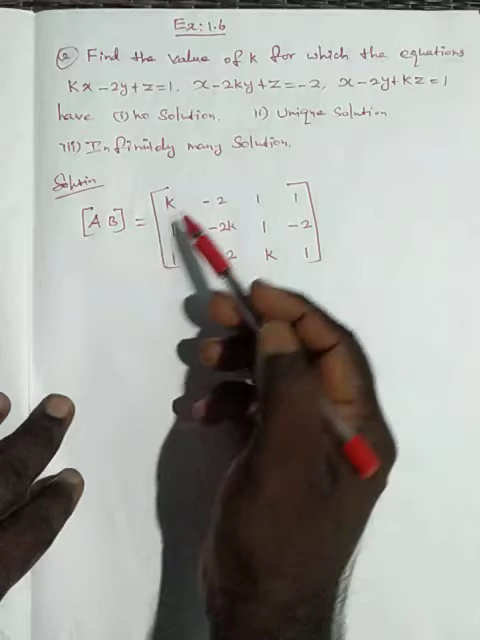 Ex: 1.6
② Find the value of k for which the equations
kx - 2y + z = 1, x - 2ky + z = -2, x - 2y + kz = 1
have (i) no solution. ii) Unique Solution
iii) Infinitely many Solution.
Solution
[A B] = [ k -2 1 1
-2k 1 -2
1 2 k 1 ]